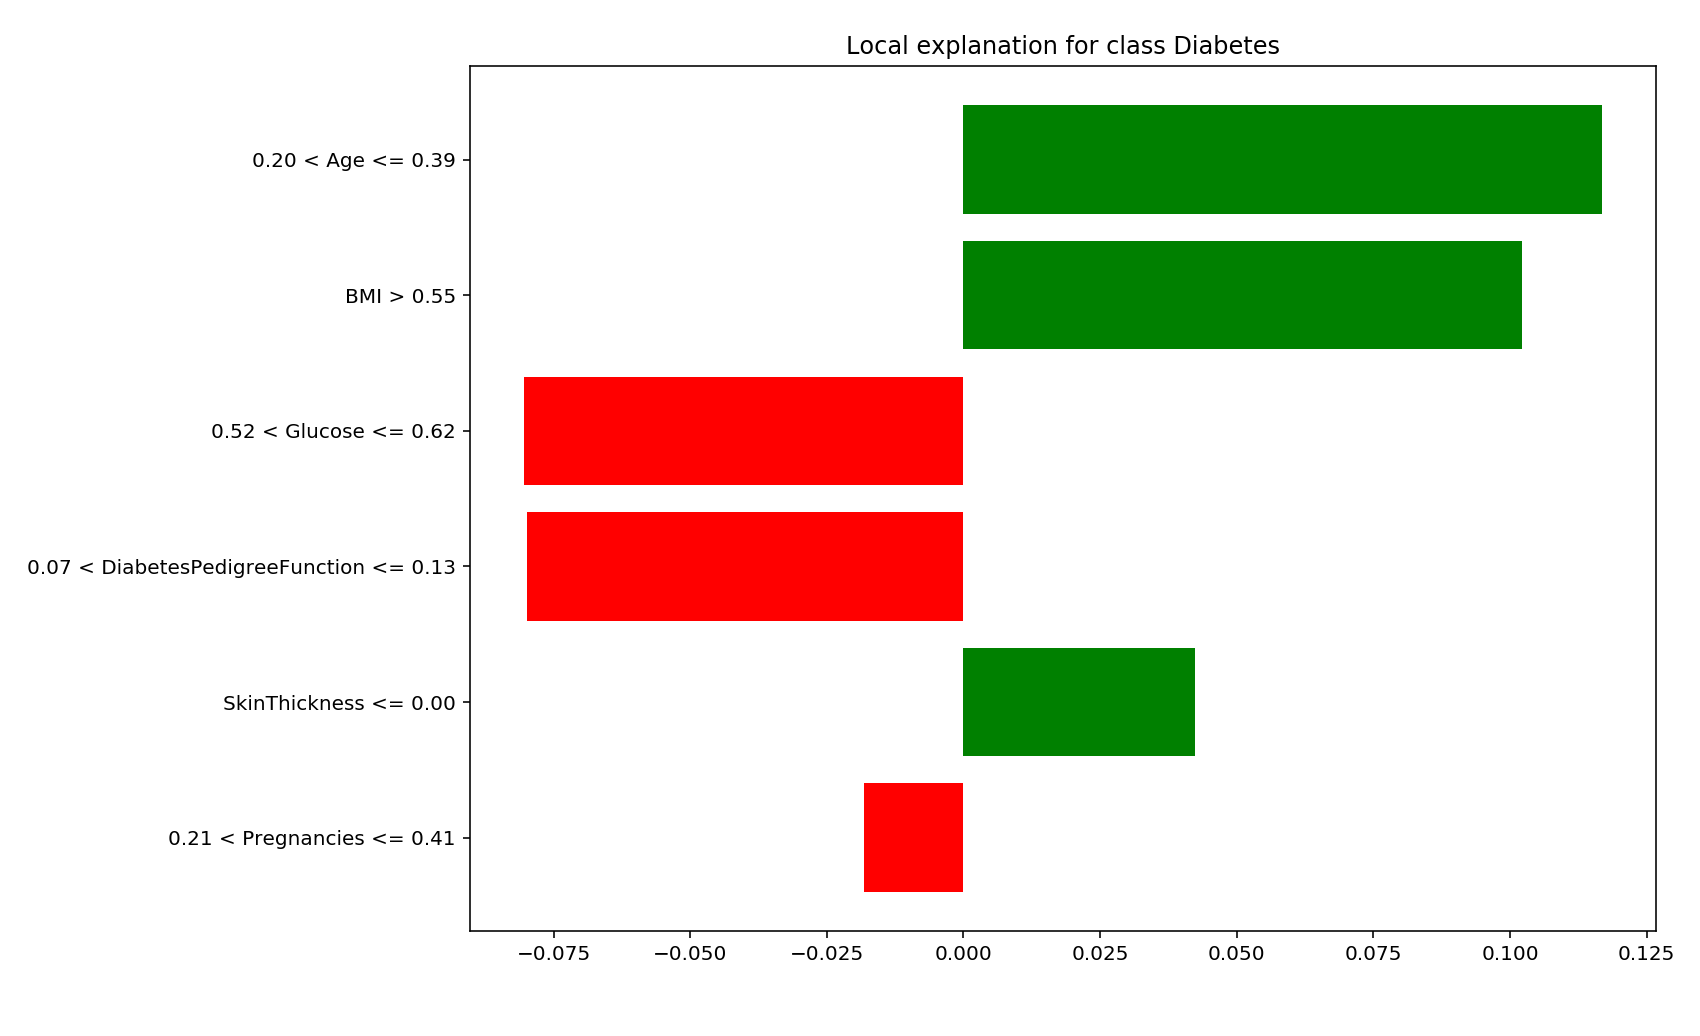 Local explanation for class Diabetes
0.20 < Age <= 0.39
BMI > 0.55
0.52 < Glucose <= 0.62
0.07 < DiabetesPedigreeFunction <= 0.13
SkinThickness <= 0.00
0.21 < Pregnancies <= 0.41
−0.075 −0.050 −0.025 0.000 0.025 0.050 0.075 0.100 0.125